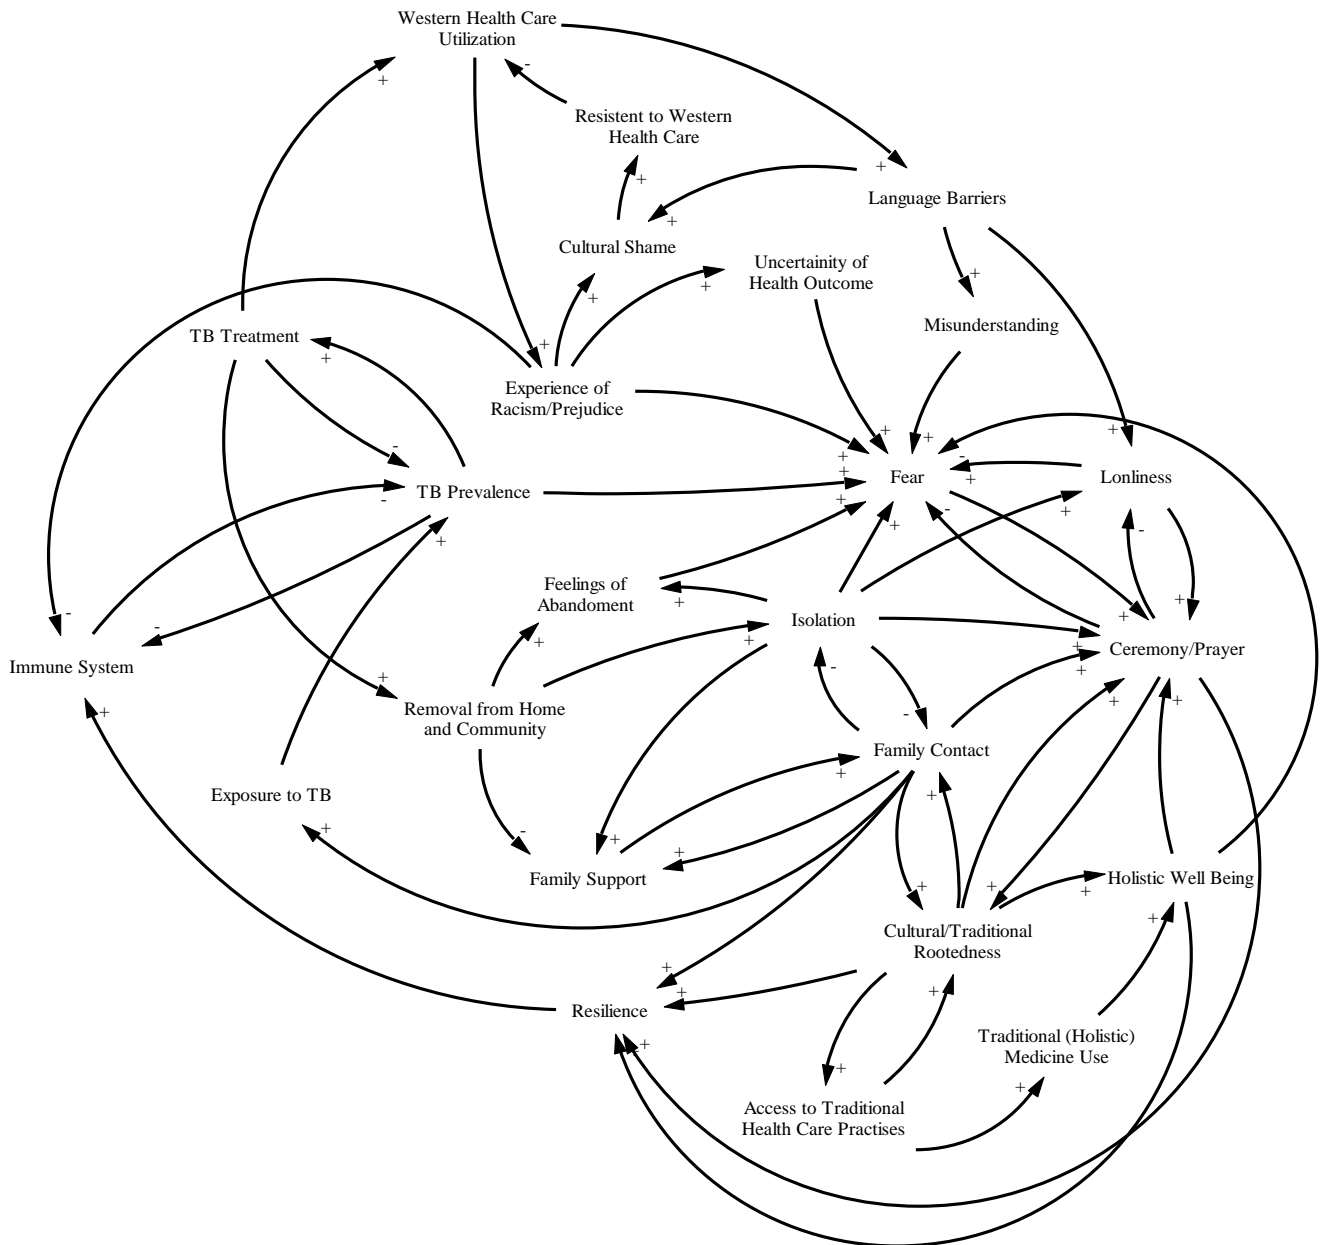 Western Health Care
Utilization
Resistent to Western
Health Care
Language Barriers
Cultural Shame
Uncertainity of
Health Outcome
Misunderstanding
TB Treatment
Experience of
Racism/Prejudice
Fear
Lonliness
TB Prevalence
Feelings of
Abandoment
Isolation
Ceremony/Prayer
Immune System
Removal from Home
and Community
Family Contact
Exposure to TB
Family Support
Holistic Well Being
Cultural/Traditional
Rootedness
Resilience
Traditional (Holistic)
Medicine Use
Access to Traditional
Health Care Practises